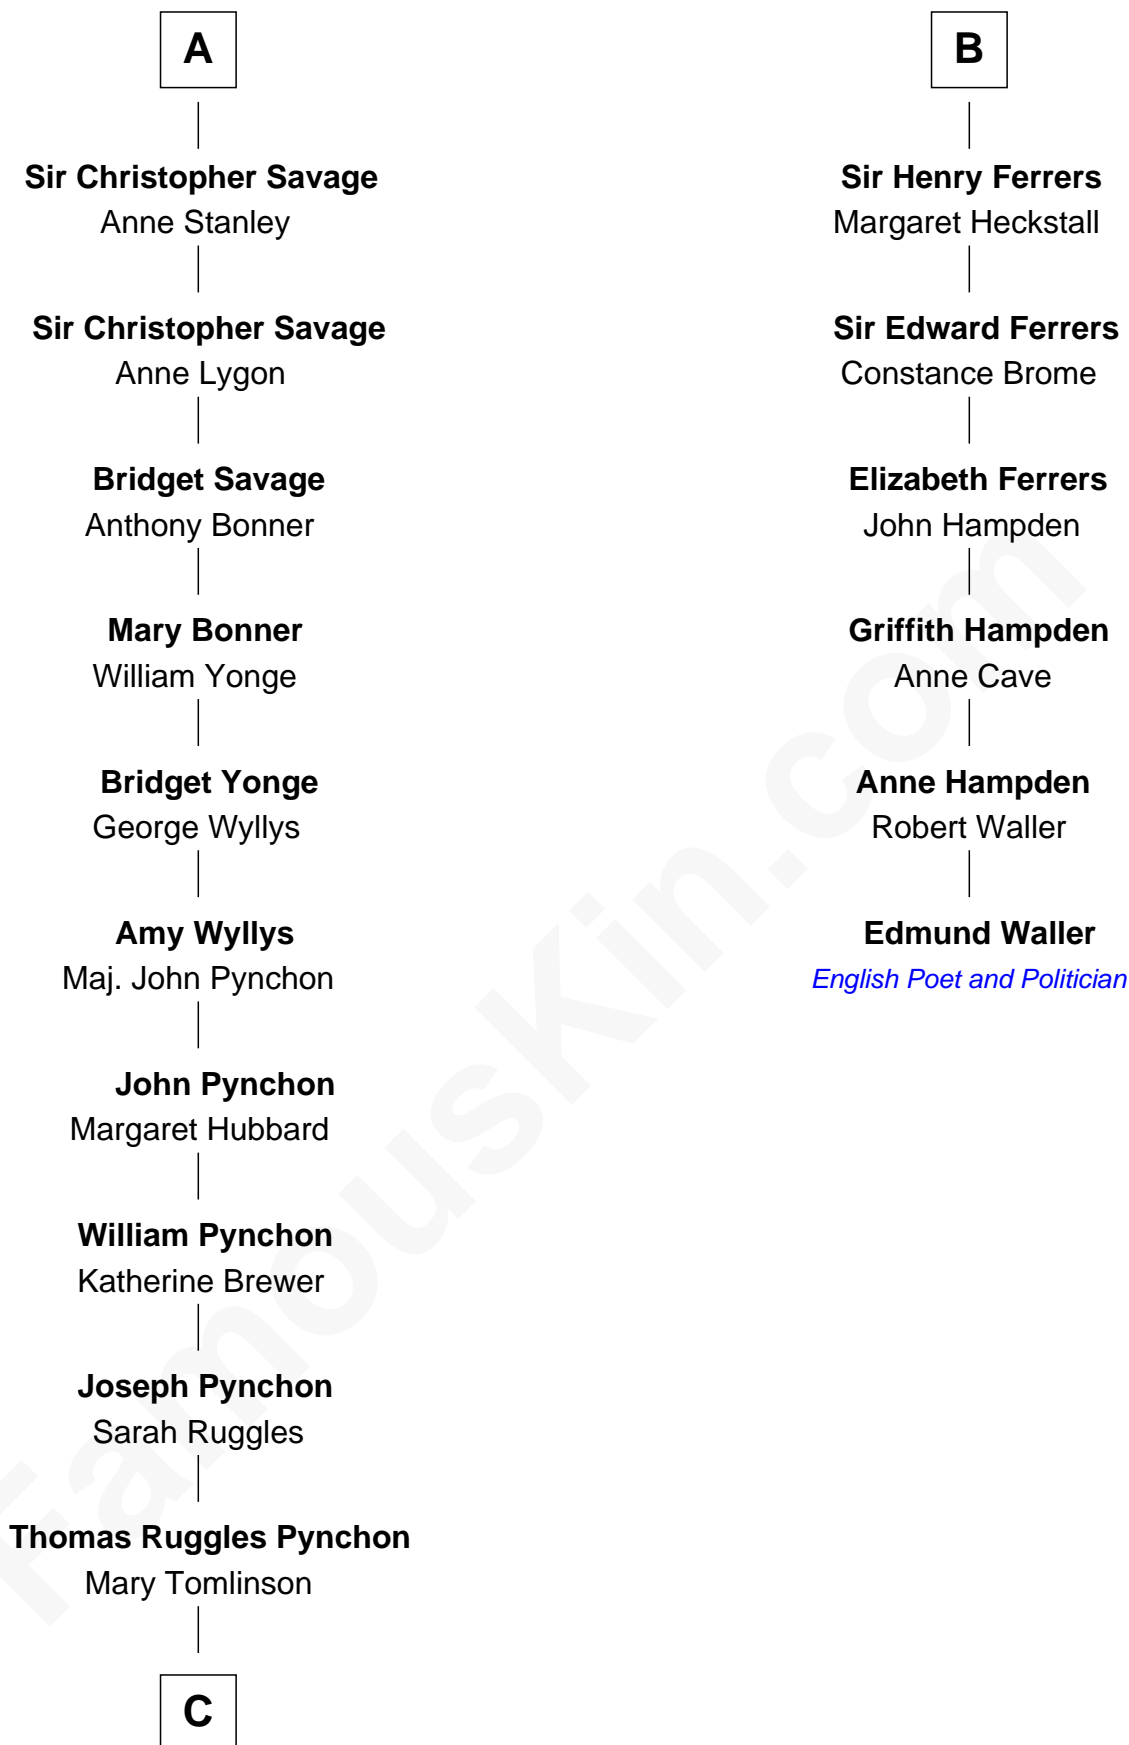 A
Sir Christopher Savage
Anne Stanley
Sir Christopher Savage
Anne Lygon
Bridget Savage
Anthony Bonner
Mary Bonner
William Yonge
Bridget Yonge
George Wyllys
Amy Wyllys
Maj. John Pynchon
John Pynchon
Margaret Hubbard
William Pynchon
Katherine Brewer
Joseph Pynchon
Sarah Ruggles
Thomas Ruggles Pynchon
Mary Tomlinson
C
B
Sir Henry Ferrers
Margaret Heckstall
Sir Edward Ferrers
Constance Brome
Elizabeth Ferrers
John Hampden
Griffith Hampden
Anne Cave
Anne Hampden
Robert Waller
Edmund Waller
English Poet and Politician
FamousKin.com